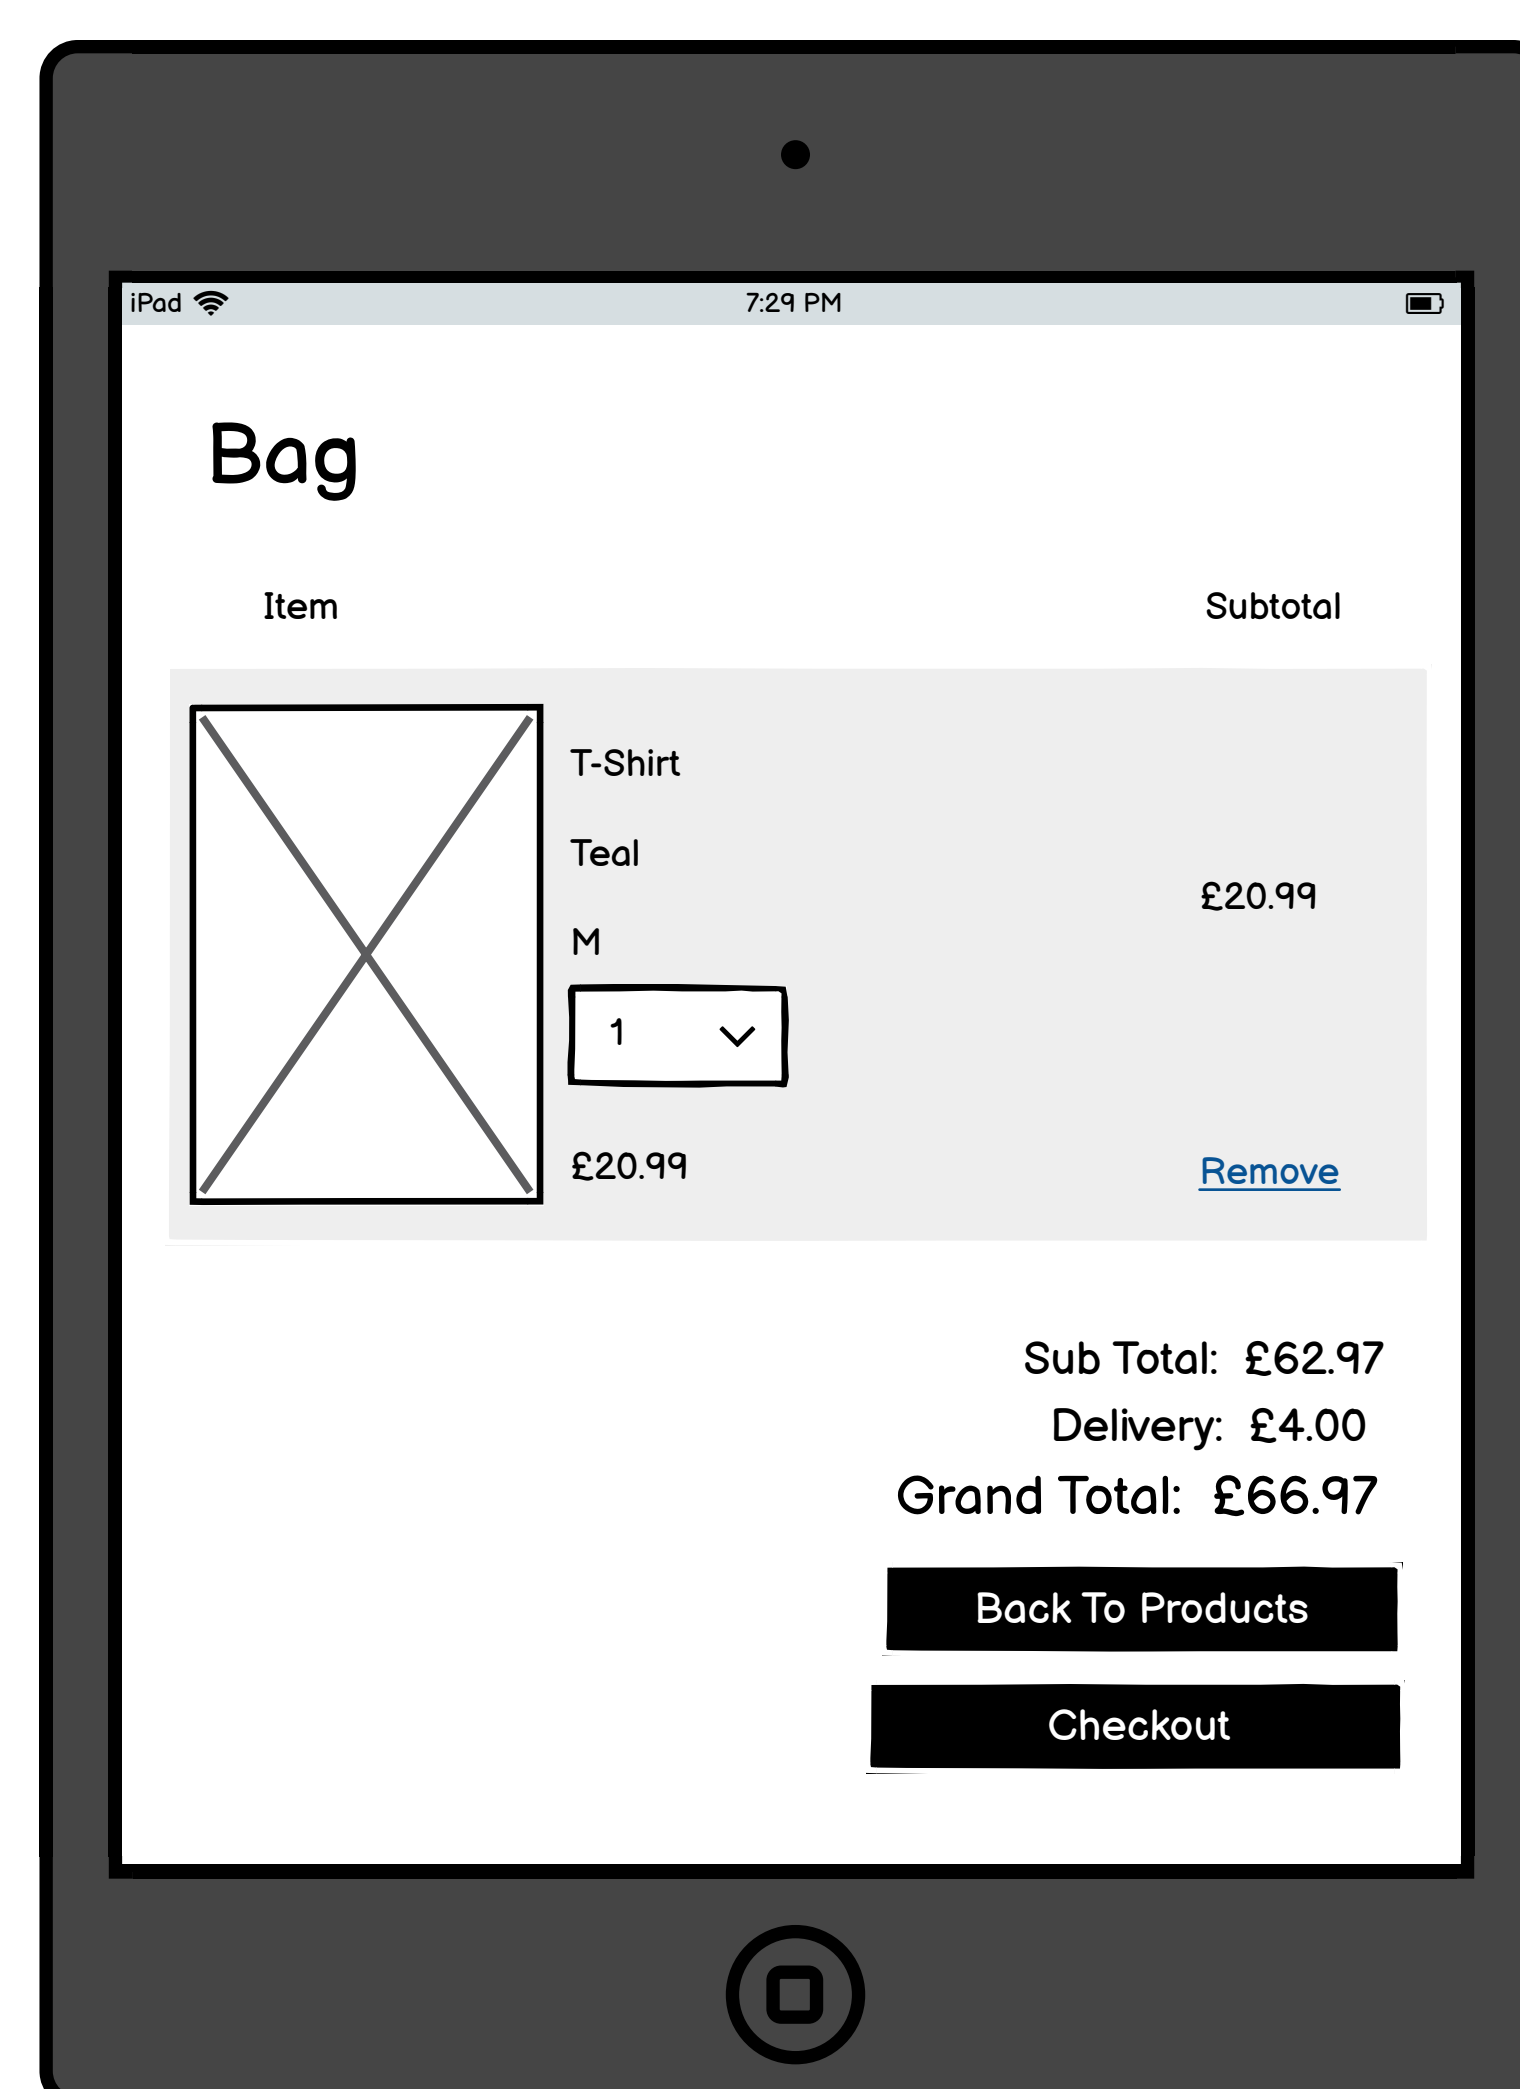 iPad 7:29 PM
Bag
Item Subtotal
T-Shirt
Teal
£20.99
M
1
£20.99 Remove
Sub Total: £62.97
Delivery: £4.00
Grand Total: £66.97
Back To Products
Checkout